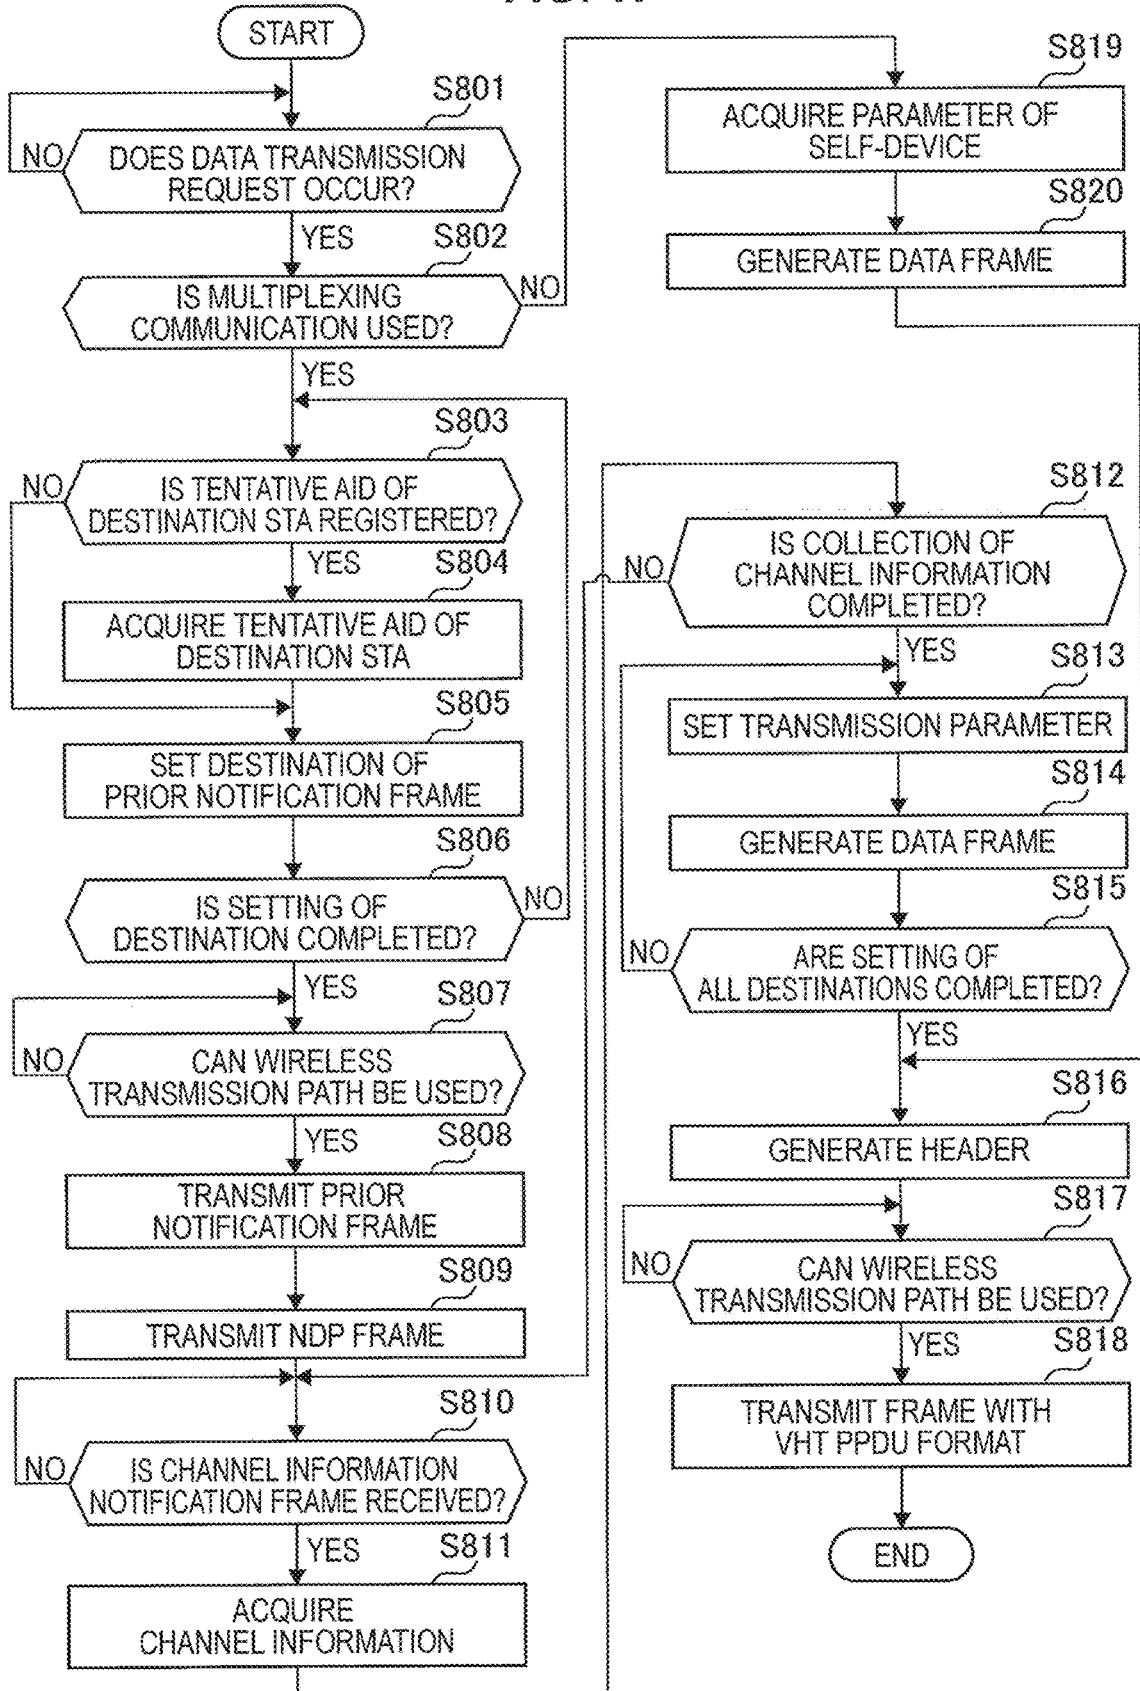 START
S801
NO
DOES DATA TRANSMISSION
REQUEST OCCUR?
YES
S802
IS MULTIPLEXING
COMMUNICATION USED?
NO
YES
S803
NO
IS TENTATIVE AID OF
DESTINATION STA REGISTERED?
YES
S804
ACQUIRE TENTATIVE AID OF
DESTINATION STA
S805
SET DESTINATION OF
PRIOR NOTIFICATION FRAME
S806
IS SETTING OF
DESTINATION COMPLETED?
NO
YES
S807
NO
CAN WIRELESS
TRANSMISSION PATH BE USED?
YES
S808
TRANSMIT PRIOR
NOTIFICATION FRAME
S809
TRANSMIT NDP FRAME
S810
NO
IS CHANNEL INFORMATION
NOTIFICATION FRAME RECEIVED?
YES
S811
ACQUIRE
CHANNEL INFORMATION
S819
ACQUIRE PARAMETER OF
SELF-DEVICE
S820
GENERATE DATA FRAME
S812
NO
IS COLLECTION OF
CHANNEL INFORMATION
COMPLETED?
YES
S813
SET TRANSMISSION PARAMETER
S814
GENERATE DATA FRAME
S815
NO
ARE SETTING OF
ALL DESTINATIONS COMPLETED?
YES
S816
GENERATE HEADER
S817
NO
CAN WIRELESS
TRANSMISSION PATH BE USED?
YES
S818
TRANSMIT FRAME WITH
VHT PPDU FORMAT
END